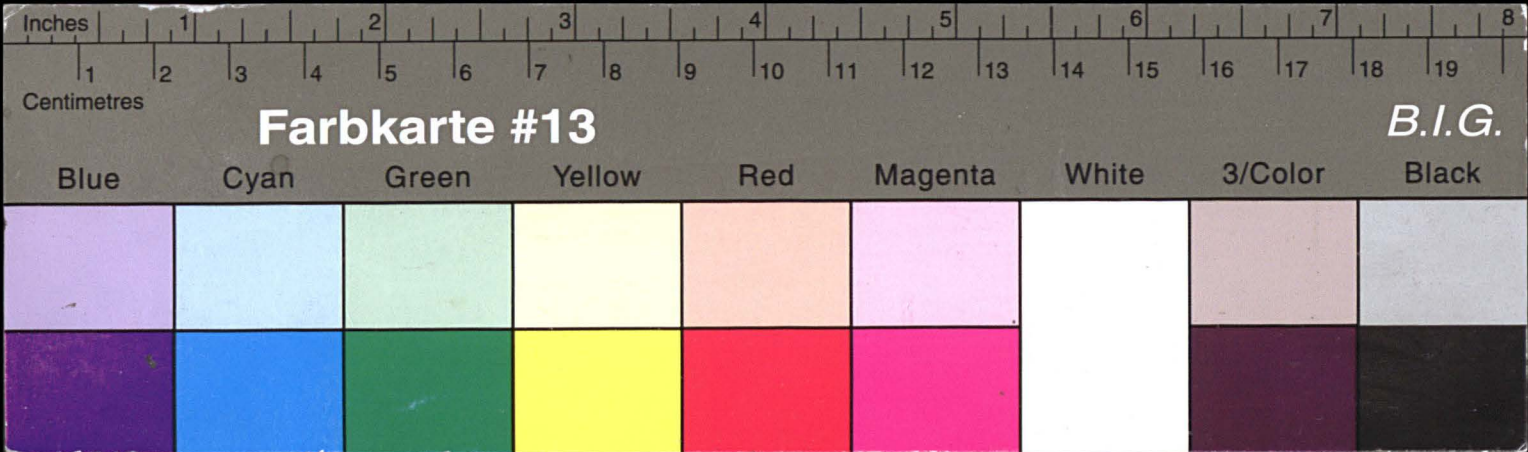 Inches 1 2 3 4 5 6 7 8
1 2 3 4 5 6 7 8 9 10 11 12 13 14 15 16 17 18 19
Centimetres
Farbkarte #13 B.I.G.
Blue Cyan Green Yellow Red Magenta White 3/Color Black